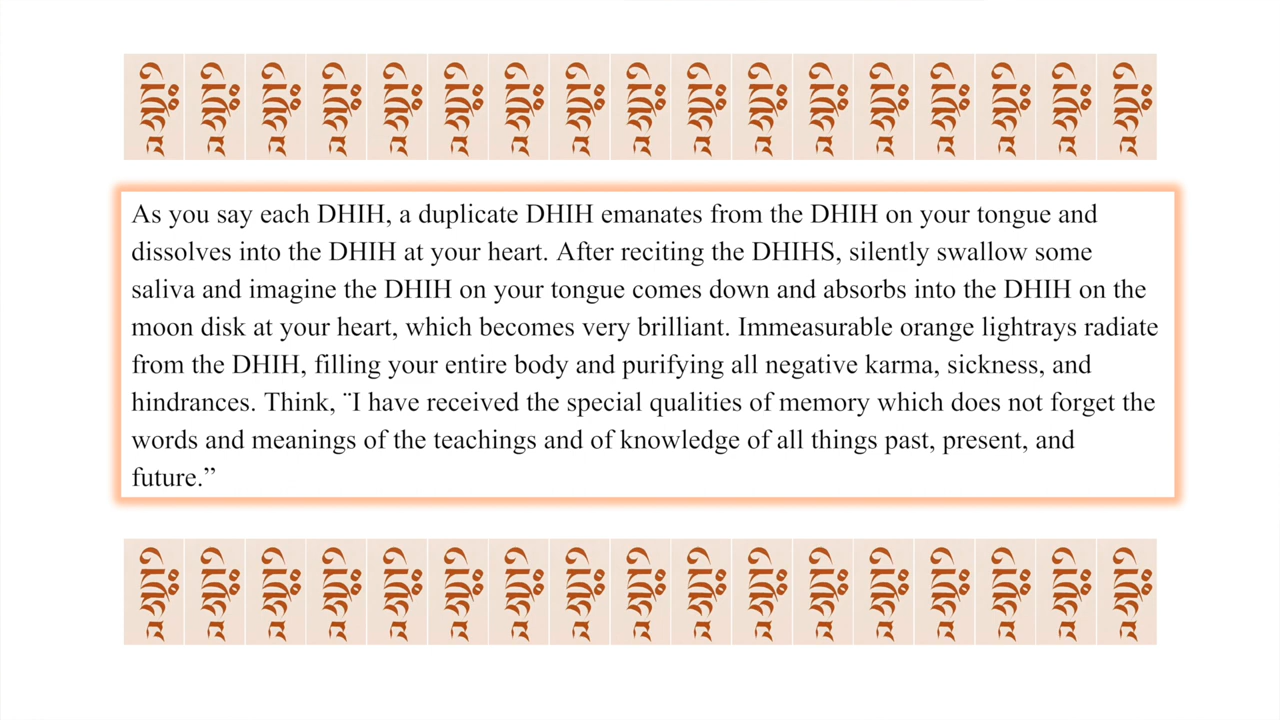 དྷཱིཿ དྷཱིཿ དྷཱིཿ དྷཱིཿ དྷཱིཿ དྷཱིཿ དྷཱིཿ དྷཱིཿ དྷཱིཿ དྷཱིཿ དྷཱིཿ དྷཱིཿ དྷཱིཿ དྷཱིཿ དྷཱིཿ དྷཱིཿ དྷཱིཿ
As you say each DHIH, a duplicate DHIH emanates from the DHIH on your tongue and
dissolves into the DHIH at your heart. After reciting the DHIHS, silently swallow some
saliva and imagine the DHIH on your tongue comes down and absorbs into the DHIH on the
moon disk at your heart, which becomes very brilliant. Immeasurable orange lightrays radiate
from the DHIH, filling your entire body and purifying all negative karma, sickness, and
hindrances. Think, ¨I have received the special qualities of memory which does not forget the
words and meanings of the teachings and of knowledge of all things past, present, and
future.”
དྷཱིཿ དྷཱིཿ དྷཱིཿ དྷཱིཿ དྷཱིཿ དྷཱིཿ དྷཱིཿ དྷཱིཿ དྷཱིཿ དྷཱིཿ དྷཱིཿ དྷཱིཿ དྷཱིཿ དྷཱིཿ དྷཱིཿ དྷཱིཿ དྷཱིཿ